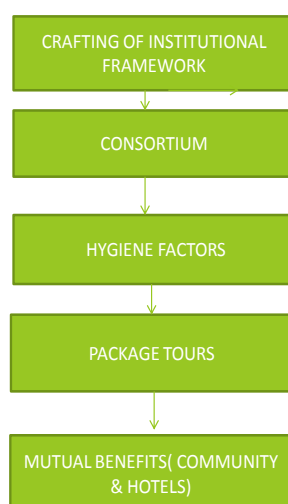 CRAFTING OF INSTITUTIONAL
FRAMEWORK
CONSORTIUM
HYGIENE FACTORS
PACKAGE TOURS
MUTUAL BENEFITS( COMMUNITY
& HOTELS)